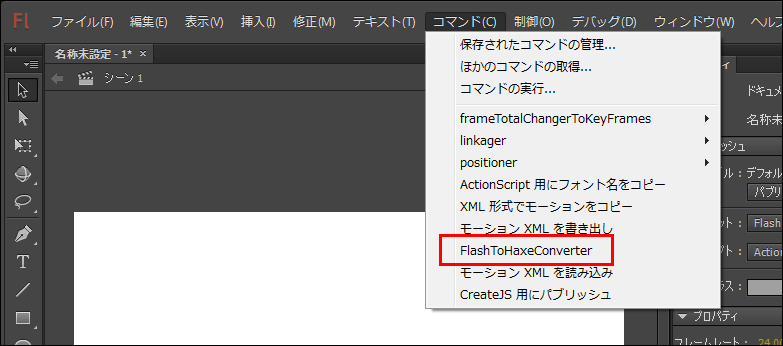 Fl ファイル(F) 編集(E) 表示(V) 挿入(I) 修正(M) テキスト(T) コマンド(C) 制御(O) デバッグ(D) ウィンドウ(W)
名称未設定 - 1* ×
シーン 1
保存されたコマンドの管理...
ほかのコマンドの取得...
コマンドの実行...
frameTotalChangerToKeyFrames
linkager
positioner
ActionScript 用にフォント名をコピー
XML 形式でモーションをコピー
モーション XML を書き出し
FlashToHaxeConverter
モーション XML を読み込み
CreateJS 用にパブリッシュ
ィ
ドキュメ
名称未
ッシュ
ル : デフォル
パブリ
ット : Flash
プト : Action
ラス :
プロパティ
フレームレート : 24.0
T